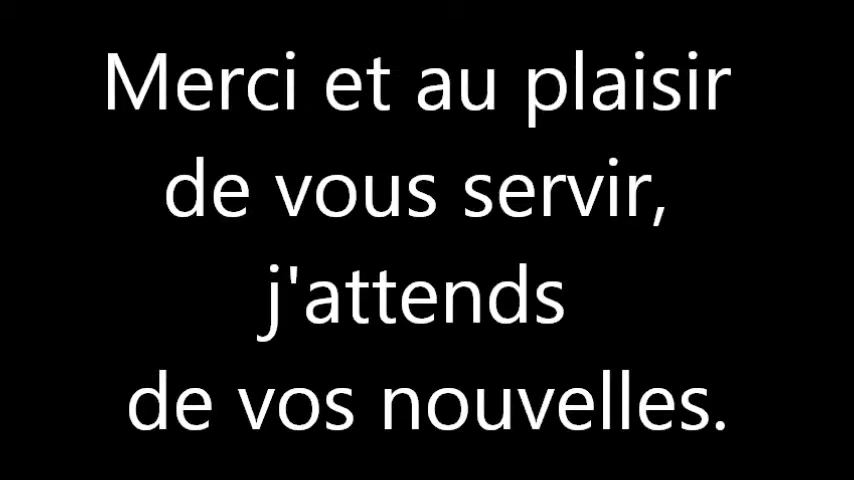 Merci et au plaisir
de vous servir,
j'attends
de vos nouvelles.